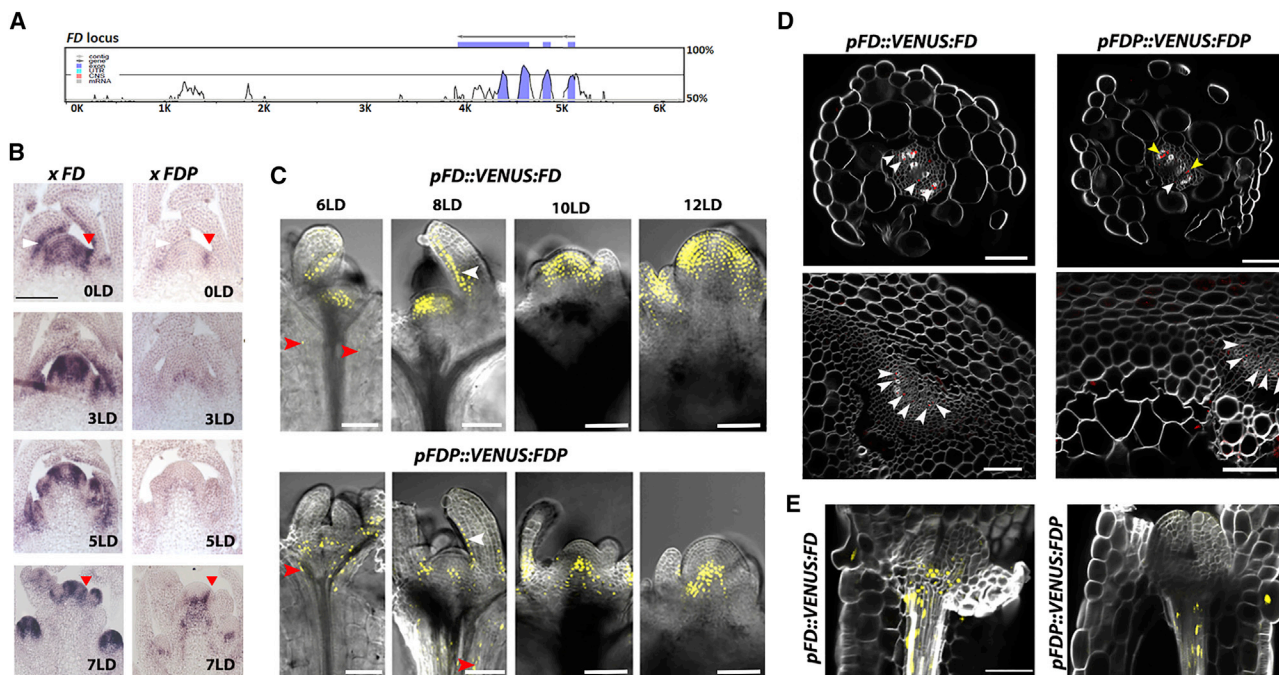 A
FD locus
contig
gene
exon
UTR
CNS
mRNA
100%
50%
0K 1K 2K 3K 4K 5K 6K
B
x FD x FDP
0LD 0LD
3LD 3LD
5LD 5LD
7LD 7LD
C
pFD::VENUS:FD
6LD 8LD 10LD 12LD
pFDP::VENUS:FDP
D
pFD::VENUS:FD pFDP::VENUS:FDP
E
pFD::VENUS:FD
pFDP::VENUS:FDP